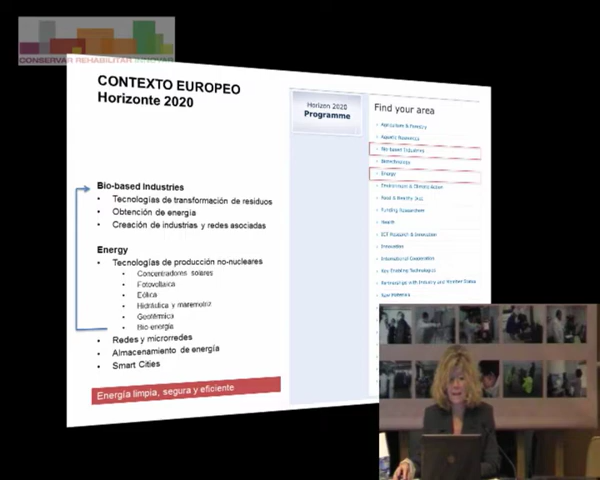 CONSERVAR REHABILITAR INNOVAR
CONTEXTO EUROPEO
Horizonte 2020
Bio-based Industries
• Tecnologías de transformación de residuos
• Obtención de energía
• Creación de industrias y redes asociadas
Energy
• Tecnologías de producción no-nucleares
• Concentradores solares
• Fotovoltaica
• Eólica
• Hidráulica y maremotriz
• Geotérmica
• Bio-energía
• Redes y microrredes
• Almacenamiento de energía
• Smart Cities
Energía limpia, segura y eficiente
Horizon 2020
Programme
Find your area
Agriculture & Forestry
Aquatic Resources
Bio-based Industries
Biotechnology
Energy
Environment & Climate Action
Food & Healthy Diet
Funding Researchers
Health
ICT Research & Innovation
Innovation
International Cooperation
Key Enabling Technologies
Partnerships with Industry and Member States
Raw Materials